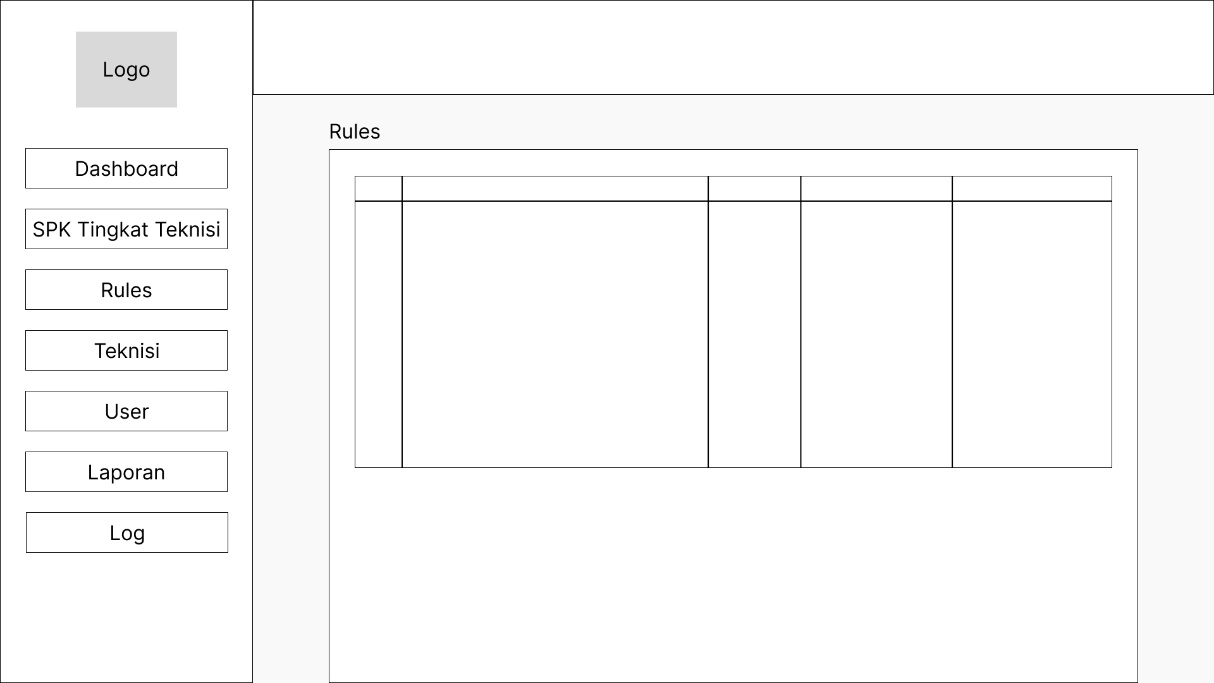 Logo
Dashboard
SPK Tingkat Teknisi
Rules
Teknisi
User
Laporan
Log
Rules